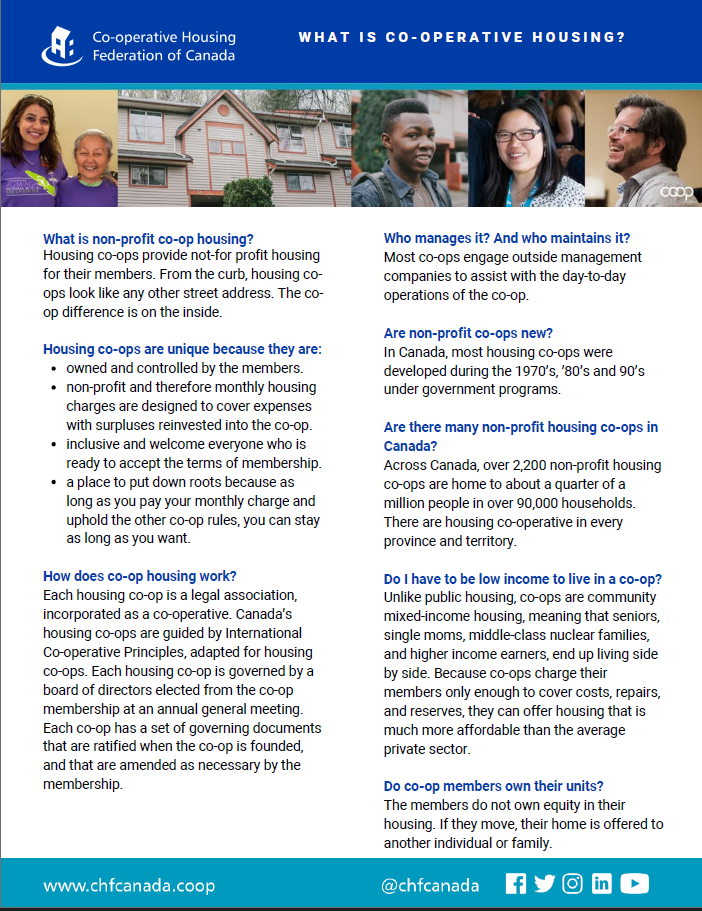 Co-operative Housing
Federation of Canada
WHAT IS CO-OPERATIVE HOUSING?
coop
What is non-profit co-op housing?
Housing co-ops provide not-for profit housing
for their members. From the curb, housing co-
ops look like any other street address. The co-
op difference is on the inside.
Housing co-ops are unique because they are:
• owned and controlled by the members.
• non-profit and therefore monthly housing
charges are designed to cover expenses
with surpluses reinvested into the co-op.
• inclusive and welcome everyone who is
ready to accept the terms of membership.
• a place to put down roots because as
long as you pay your monthly charge and
uphold the other co-op rules, you can stay
as long as you want.
How does co-op housing work?
Each housing co-op is a legal association,
incorporated as a co-operative. Canada's
housing co-ops are guided by International
Co-operative Principles, adapted for housing
co-ops. Each housing co-op is governed by a
board of directors elected from the co-op
membership at an annual general meeting.
Each co-op has a set of governing documents
that are ratified when the co-op is founded,
and that are amended as necessary by the
membership.
Who manages it? And who maintains it?
Most co-ops engage outside management
companies to assist with the day-to-day
operations of the co-op.
Are non-profit co-ops new?
In Canada, most housing co-ops were
developed during the 1970's, '80's and 90's
under government programs.
Are there many non-profit housing co-ops in
Canada?
Across Canada, over 2,200 non-profit housing
co-ops are home to about a quarter of a
million people in over 90,000 households.
There are housing co-operative in every
province and territory.
Do I have to be low income to live in a co-op?
Unlike public housing, co-ops are community
mixed-income housing, meaning that seniors,
single moms, middle-class nuclear families,
and higher income earners, end up living side
by side. Because co-ops charge their
members only enough to cover costs, repairs,
and reserves, they can offer housing that is
much more affordable than the average
private sector.
Do co-op members own their units?
The members do not own equity in their
housing. If they move, their home is offered to
another individual or family.
www.chfcanada.coop
@chfcanada